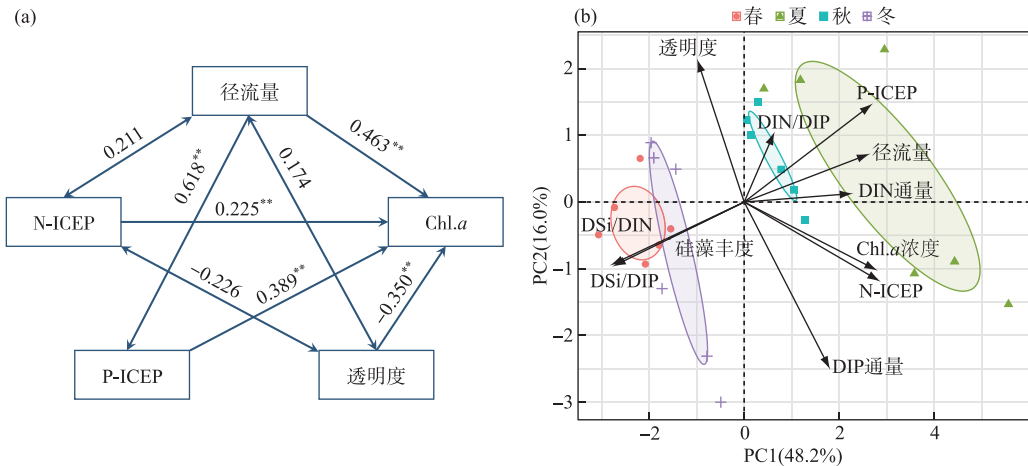 (a)
径流量
0.211
0.618**
0.174
0.463**
N-ICEP
0.225**
Chl.a
−0.226
0.389**
−0.350**
P-ICEP
透明度
(b)
春 夏 秋 冬
透明度
P-ICEP
DIN/DIP
径流量
DIN通量
DSi/DIN
硅藻丰度
Chl.a浓度
DSi/DIP
N-ICEP
DIP通量
2
1
0
−1
−2
−3
PC2(16.0%)
−2 0 2 4
PC1(48.2%)